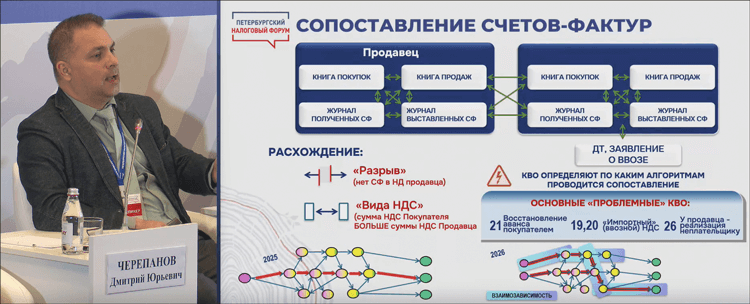 ПЕТЕРБУРГСКИЙ
НАЛОГОВЫЙ ФОРУМ
СОПОСТАВЛЕНИЕ СЧЕТОВ-ФАКТУР
Продавец
КНИГА ПОКУПОК
КНИГА ПРОДАЖ
КНИГА ПОКУПОК
КНИГА ПРОДАЖ
ЖУРНАЛ
ПОЛУЧЕННЫХ СФ
ЖУРНАЛ
ВЫСТАВЛЕННЫХ СФ
ЖУРНАЛ
ПОЛУЧЕННЫХ СФ
ЖУРНАЛ
ВЫСТАВЛЕННЫХ СФ
ДТ, ЗАЯВЛЕНИЕ
О ВВОЗЕ
РАСХОЖДЕНИЕ:
«Разрыв»
(нет СФ в НД продавца)
«Вида НДС»
(сумма НДС Покупателя
БОЛЬШЕ суммы НДС Продавца)
КВО ОПРЕДЕЛЯЮТ ПО КАКИМ АЛГОРИТМАМ
ПРОВОДИТСЯ СОПОСТАВЛЕНИЕ
ОСНОВНЫЕ «ПРОБЛЕМНЫЕ» КВО:
21 Восстановление
аванса
покупателем
19,20 «Импортный»
(ввозной) НДС
26 У продавца -
реализация
неплательщику
2025
2026
ВЗАИМОЗАВИСИМОСТЬ
ЧЕРЕПАНОВ
Дмитрий Юрьевич